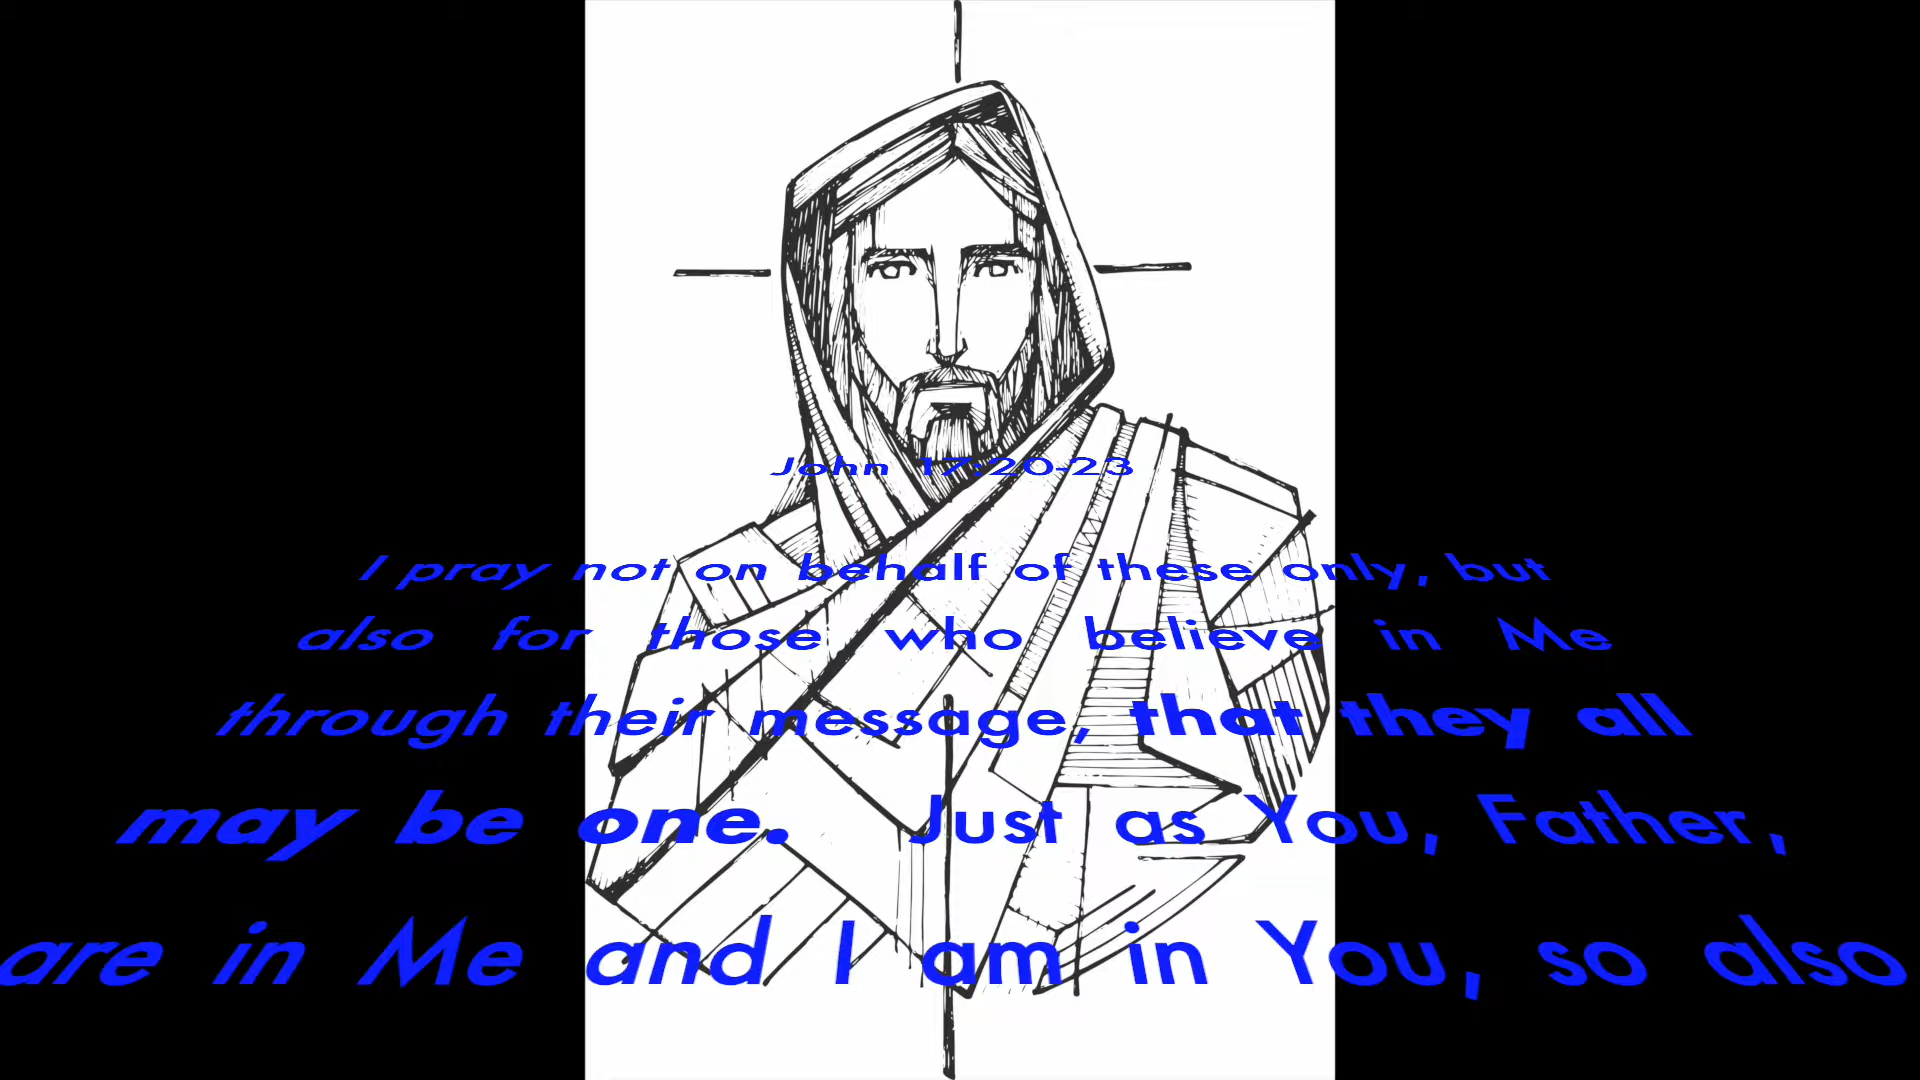 John 17:20-23
I pray not on behalf of these only, but
also for those who believe in Me
through their message, that they all
may be one. Just as You, Father,
are in Me and I am in You, so also